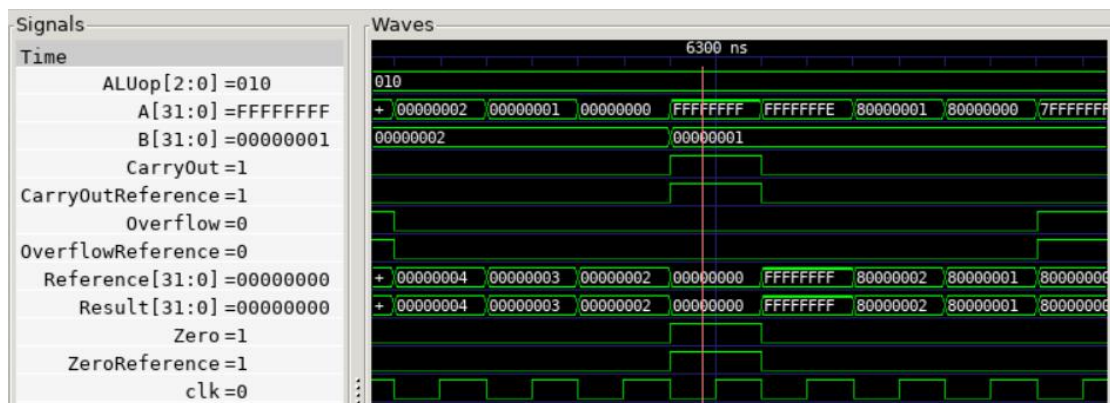 Signals
Waves
Time
6300 ns
ALUop[2:0]=010
010
A[31:0]=FFFFFFFF
+ 00000002 00000001 00000000 FFFFFFFF FFFFFFFE 80000001 80000000 7FFFFFFF
B[31:0]=00000001
00000002 00000001
CarryOut=1
CarryOutReference=1
Overflow=0
OverflowReference=0
Reference[31:0]=00000000
+ 00000004 00000003 00000002 00000000 FFFFFFFF 80000002 80000001 80000000
Result[31:0]=00000000
+ 00000004 00000003 00000002 00000000 FFFFFFFF 80000002 80000001 80000000
Zero=1
ZeroReference=1
clk=0